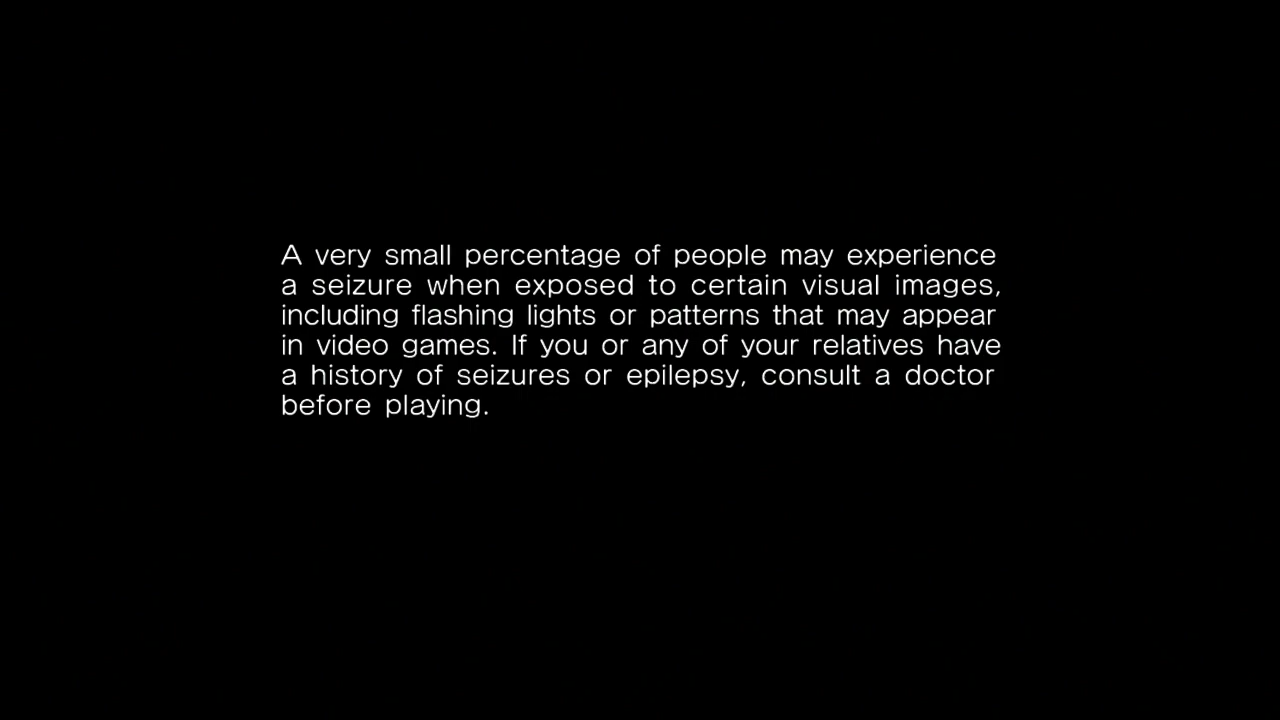 A very small percentage of people may experience
a seizure when exposed to certain visual images,
including flashing lights or patterns that may appear
in video games. If you or any of your relatives have
a history of seizures or epilepsy, consult a doctor
before playing.